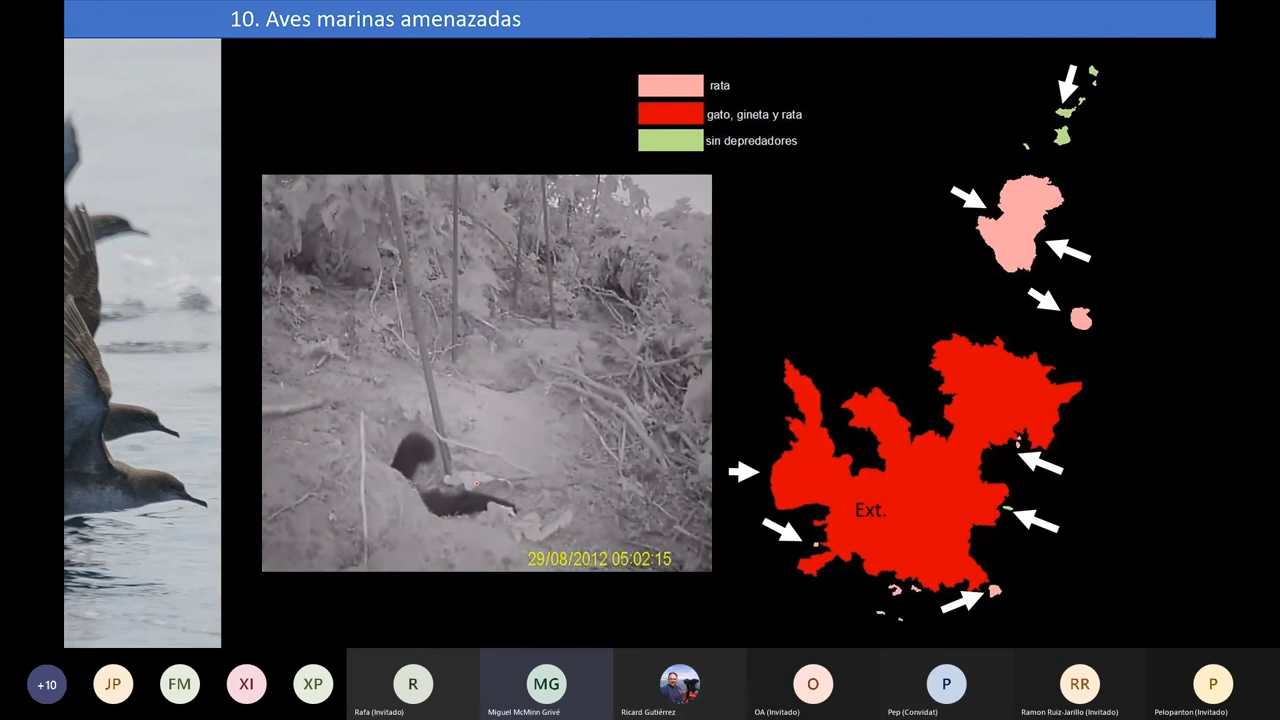 10. Aves marinas amenazadas
rata
gato, gineta y rata
sin depredadores
Ext.
29/08/2012 05:02:15
+10
JP
FM
XI
XP
R
MG
O
P
RR
P
Rafa (Invitado)
Miguel McMinn Grivé
Ricard Gutiérrez
OA (Invitado)
Pep (Convidat)
Ramon Ruiz-Jarillo (Invitado)
Pelopanton (Invitado)